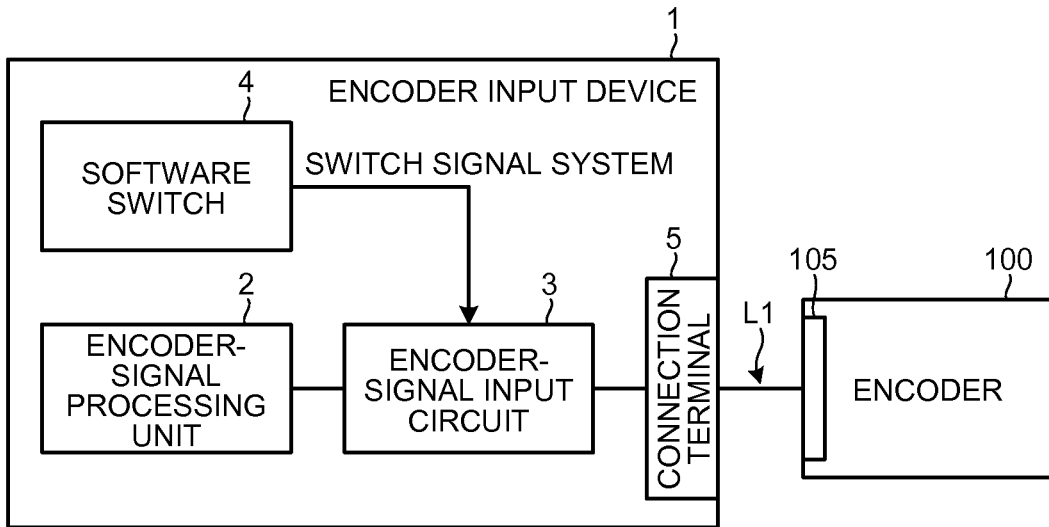 1
ENCODER INPUT DEVICE
4
SOFTWARE
SWITCH
SWITCH SIGNAL SYSTEM
2
ENCODER-
SIGNAL
PROCESSING
UNIT
3
ENCODER-
SIGNAL INPUT
CIRCUIT
5
CONNECTION
TERMINAL
L1
105
100
ENCODER